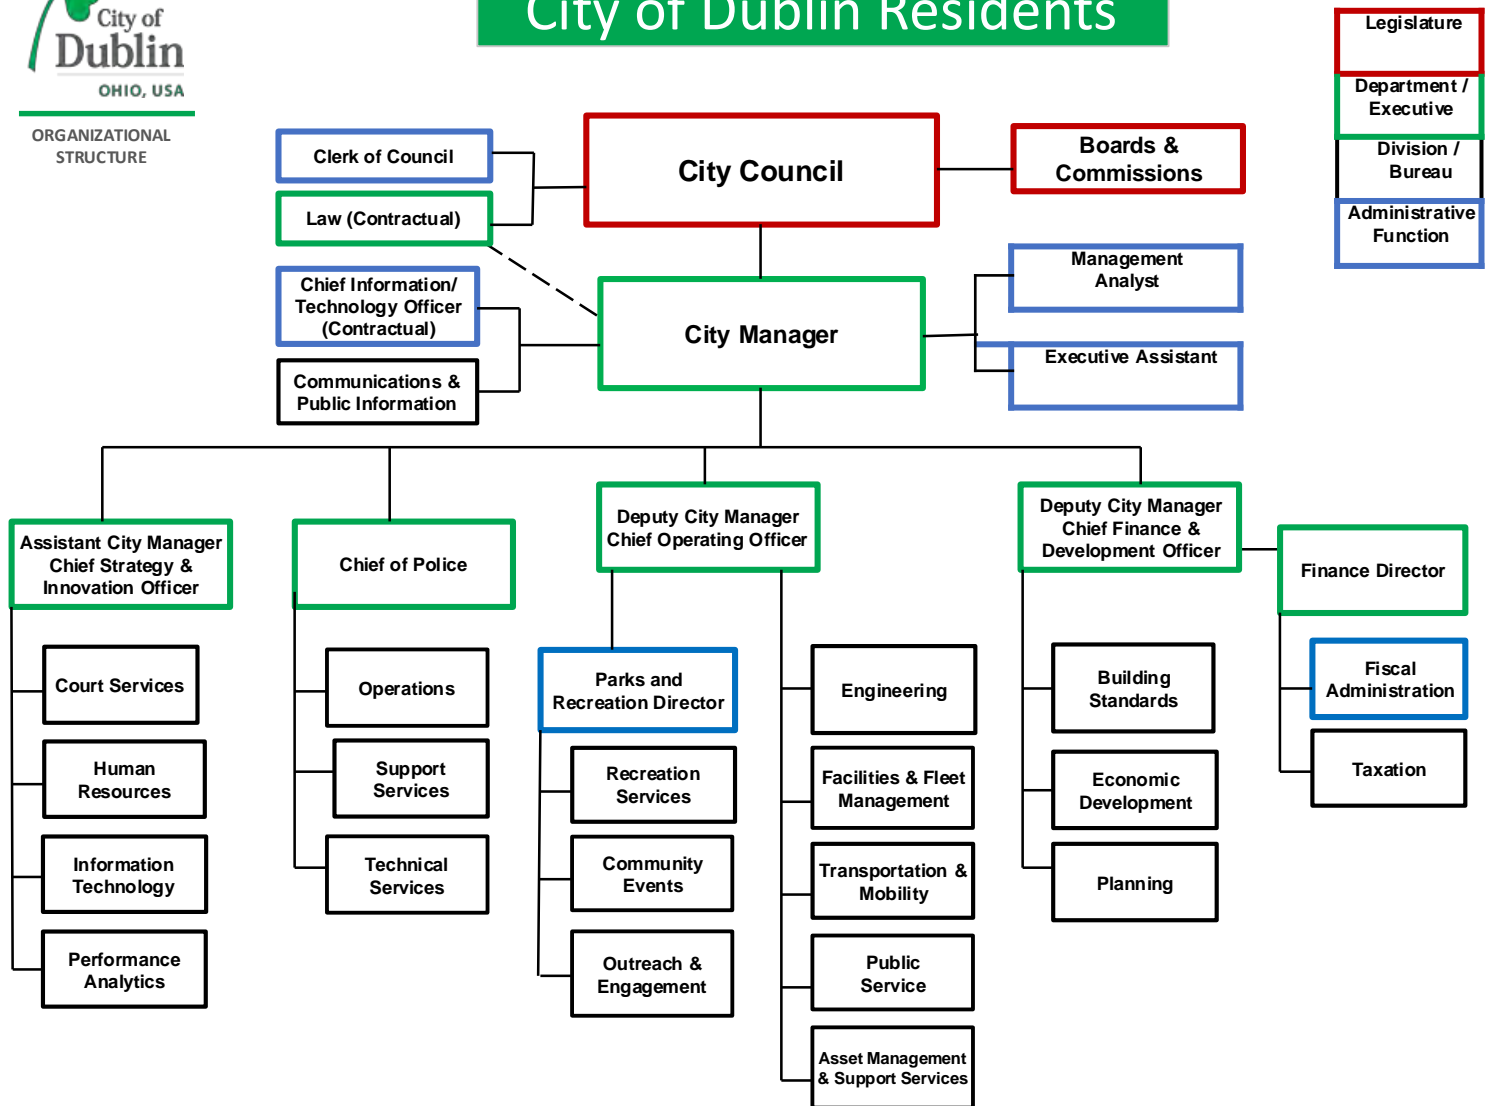 City of
Dublin
OHIO, USA
ORGANIZATIONAL
STRUCTURE
City of Dublin Residents
Legislature
Department /
Executive
Division /
Bureau
Administrative
Function
Clerk of Council
Law (Contractual)
City Council
Boards &
Commissions
Chief Information/
Technology Officer
(Contractual)
Communications &
Public Information
City Manager
Management
Analyst
Executive Assistant
Assistant City Manager
Chief Strategy &
Innovation Officer
Court Services
Human
Resources
Information
Technology
Performance
Analytics
Chief of Police
Operations
Support
Services
Technical
Services
Deputy City Manager
Chief Operating Officer
Parks and
Recreation Director
Recreation
Services
Community
Events
Outreach &
Engagement
Engineering
Facilities & Fleet
Management
Transportation &
Mobility
Public
Service
Asset Management
& Support Services
Deputy City Manager
Chief Finance &
Development Officer
Building
Standards
Economic
Development
Planning
Finance Director
Fiscal
Administration
Taxation